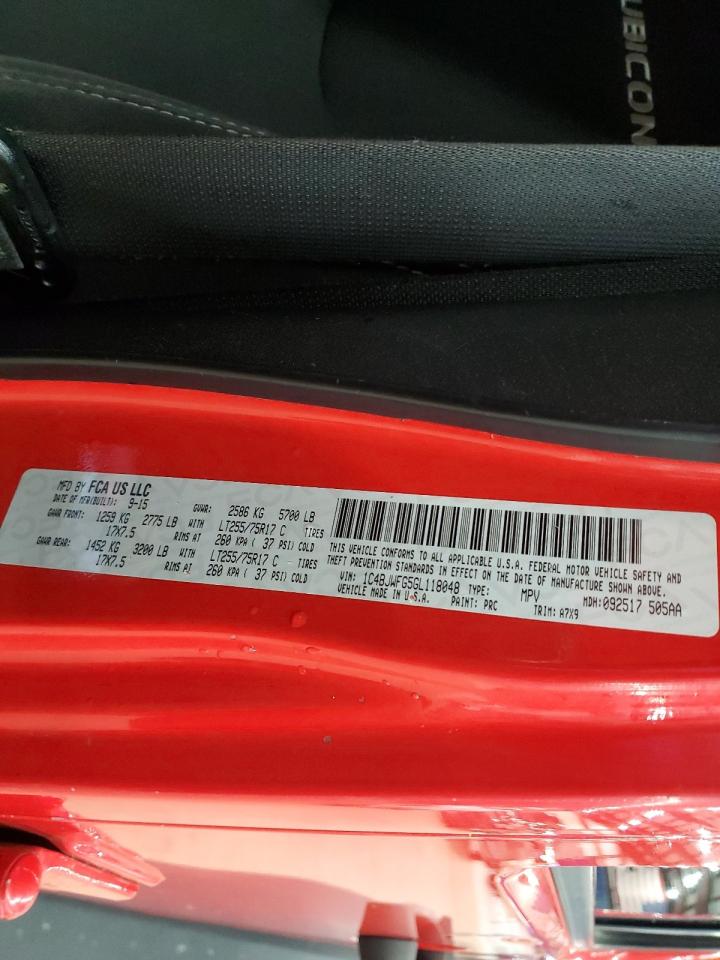 RUBICON
MFD BY FCA US LLC
DATE OF MFR(BUILT): 9-15
GVWR: 2586 KG 5700 LB
GAWR FRONT: 1259 KG 2775 LB WITH LT255/75R17 C TIRES
17X7.5 RIMS AT 260 KPA ( 37 PSI) COLD
GAWR REAR: 1452 KG 3200 LB WITH LT255/75R17 C TIRES
17X7.5 RIMS AT 260 KPA ( 37 PSI) COLD
THIS VEHICLE CONFORMS TO ALL APPLICABLE U.S.A. FEDERAL MOTOR VEHICLE SAFETY AND
THEFT PREVENTION STANDARDS IN EFFECT ON THE DATE OF MANUFACTURE SHOWN ABOVE.
VIN: 1C4BJWFG5GL118048 TYPE: MPV MDH: 092517 505AA
VEHICLE MADE IN U.S.A. PAINT: PRC TRIM: A7X9